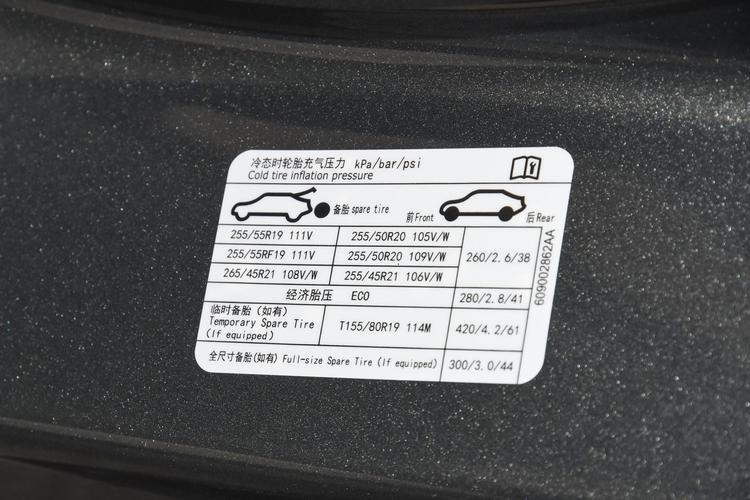 冷态时轮胎充气压力 kPa/bar/psi
Cold tire inflation pressure
备胎 spare tire 前Front 后Rear
255/55R19 111V 255/50R20 105V/W
255/55RF19 111V 255/50R20 109V/W 260/2.6/38
265/45R21 108V/W 255/45R21 106V/W
经济胎压 ECO 280/2.8/41
临时备胎（如有）
Temporary Spare Tire T155/80R19 114M 420/4.2/61
(If equipped)
全尺寸备胎(如有) Full-size Spare Tire (If equipped) 300/3.0/44
609002862AA